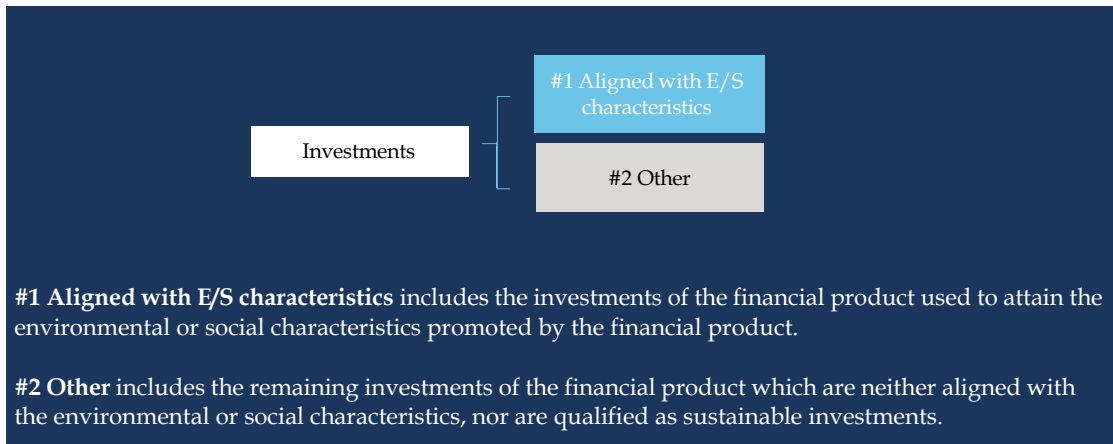 #1 Aligned with E/S
characteristics
Investments
#2 Other
#1 Aligned with E/S characteristics includes the investments of the financial product used to attain the
environmental or social characteristics promoted by the financial product.
#2 Other includes the remaining investments of the financial product which are neither aligned with
the environmental or social characteristics, nor are qualified as sustainable investments.